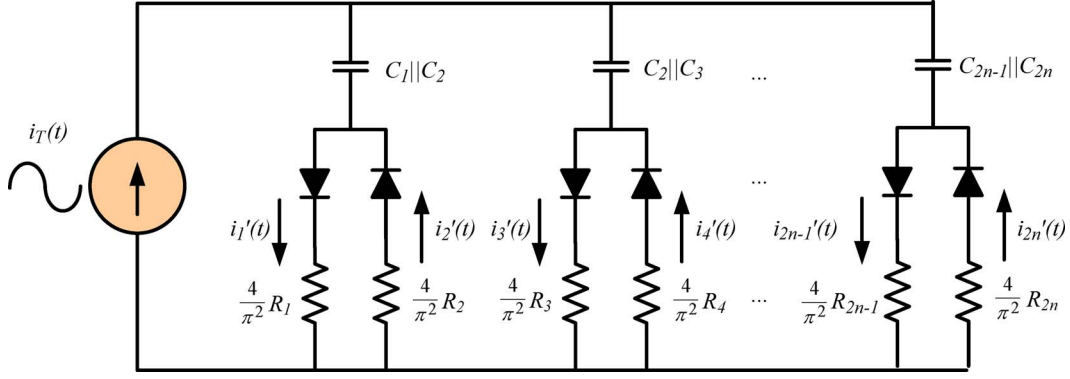 C₁||C₂
C₂||C₃
...
C₂ₙ₋₁||C₂ₙ
i_T(t)
...
i₁'(t)
i₂'(t)
i₃'(t)
i₄'(t)
i₂ₙ₋₁'(t)
i₂ₙ'(t)
4/π² R₁
4/π² R₂
4/π² R₃
4/π² R₄
...
4/π² R₂ₙ₋₁
4/π² R₂ₙ